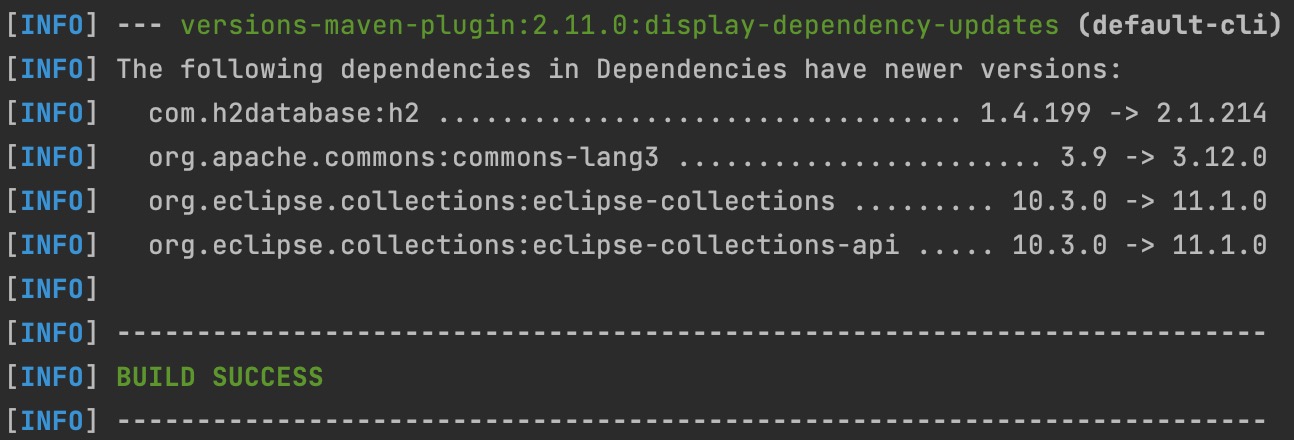 [INFO] --- versions-maven-plugin:2.11.0:display-dependency-updates (default-cli)
[INFO] The following dependencies in Dependencies have newer versions:
[INFO]   com.h2database:h2 ................................. 1.4.199 -> 2.1.214
[INFO]   org.apache.commons:commons-lang3 ....................... 3.9 -> 3.12.0
[INFO]   org.eclipse.collections:eclipse-collections ......... 10.3.0 -> 11.1.0
[INFO]   org.eclipse.collections:eclipse-collections-api ..... 10.3.0 -> 11.1.0
[INFO]
[INFO] ------------------------------------------------------------------------
[INFO] BUILD SUCCESS
[INFO] ------------------------------------------------------------------------